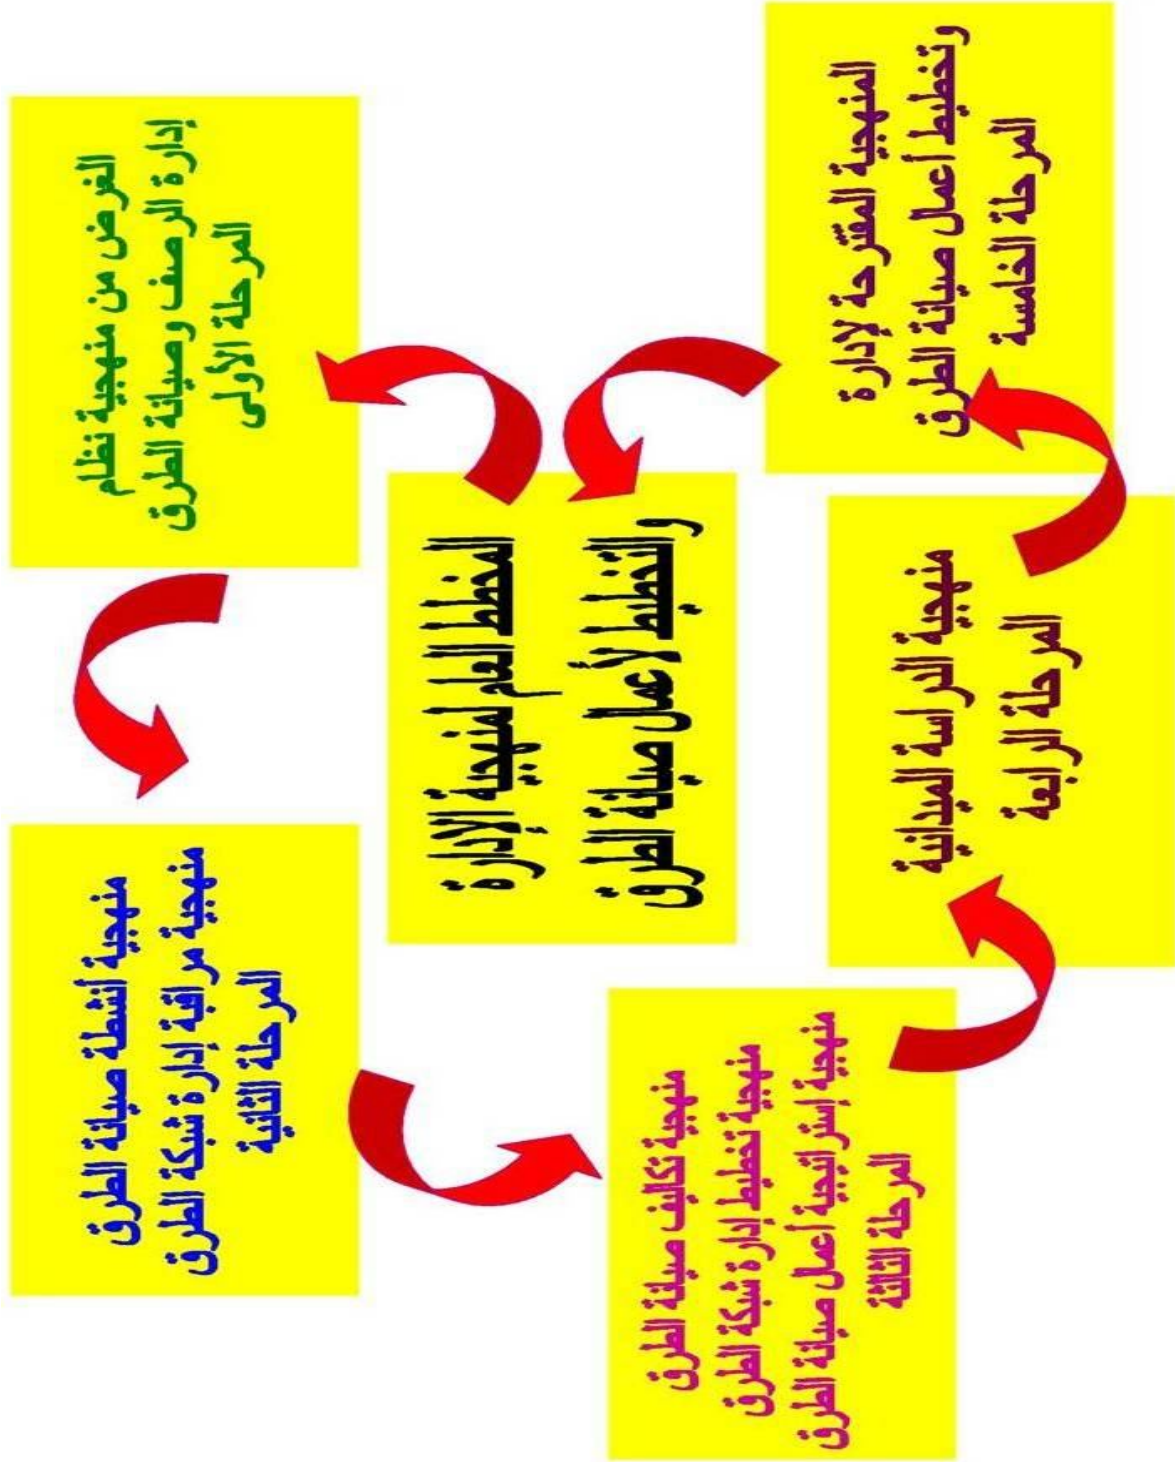 المخطط العام لمنهجية الإدارة
والتخطيط لأعمال صيانة الطرق
الغرض من منهجية نظام
إدارة الرصف وصيانة الطرق
المرحلة الأولى
منهجية أنشطة صيانة الطرق
منهجية مراقبة إدارة شبكة الطرق
المرحلة الثانية
منهجية تكاليف صيانة الطرق
منهجية تخطيط إدارة شبكة الطرق
منهجية إستراتيجية أعمال صيانة الطرق
المرحلة الثالثة
منهجية الدراسة الميدانية
المرحلة الرابعة
المنهجية المقترحة لإدارة
وتخطيط أعمال صيانة الطرق
المرحلة الخامسة